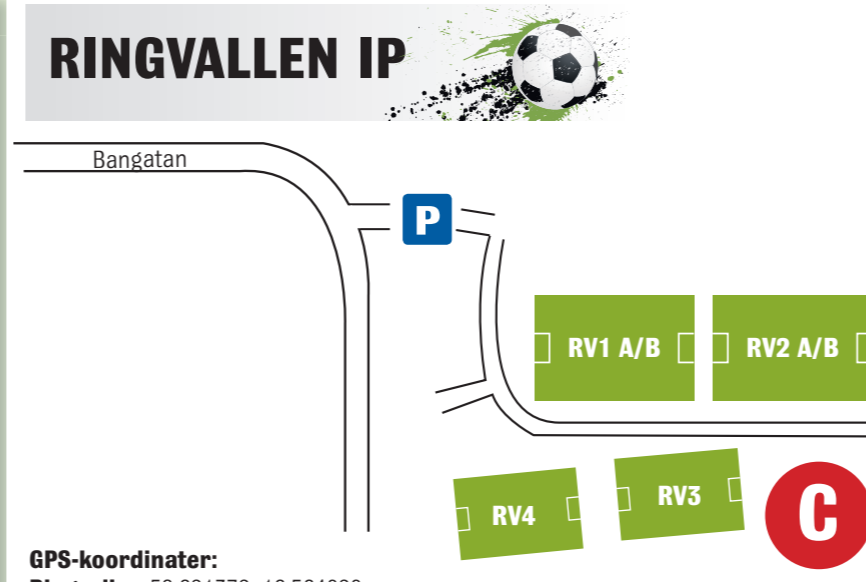 RINGVALLEN IP
Bangatan
P
RV1 A/B
RV2 A/B
RV4
RV3
C
GPS-koordinater: